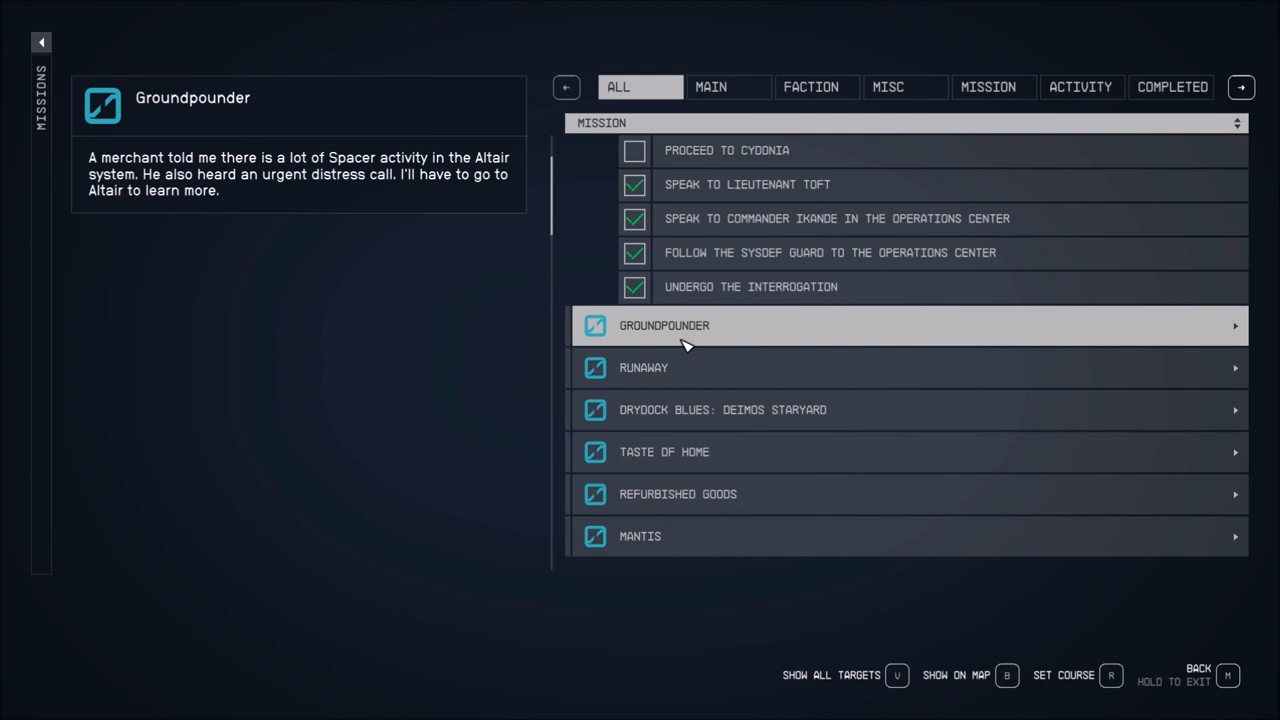 MISSIONS
Groundpounder
A merchant told me there is a lot of Spacer activity in the Altair
system. He also heard an urgent distress call. I'll have to go to
Altair to learn more.
ALL
MAIN
FACTION
MISC
MISSION
ACTIVITY
COMPLETED
MISSION
PROCEED TO CYDONIA
SPEAK TO LIEUTENANT TOFT
SPEAK TO COMMANDER IKANDE IN THE OPERATIONS CENTER
FOLLOW THE SYSDEF GUARD TO THE OPERATIONS CENTER
UNDERGO THE INTERROGATION
GROUNDPOUNDER
RUNAWAY
DRYDOCK BLUES: DEIMOS STARYARD
TASTE OF HOME
REFURBISHED GOODS
MANTIS
SHOW ALL TARGETS V
SHOW ON MAP B
SET COURSE R
BACK
HOLD TO EXIT M